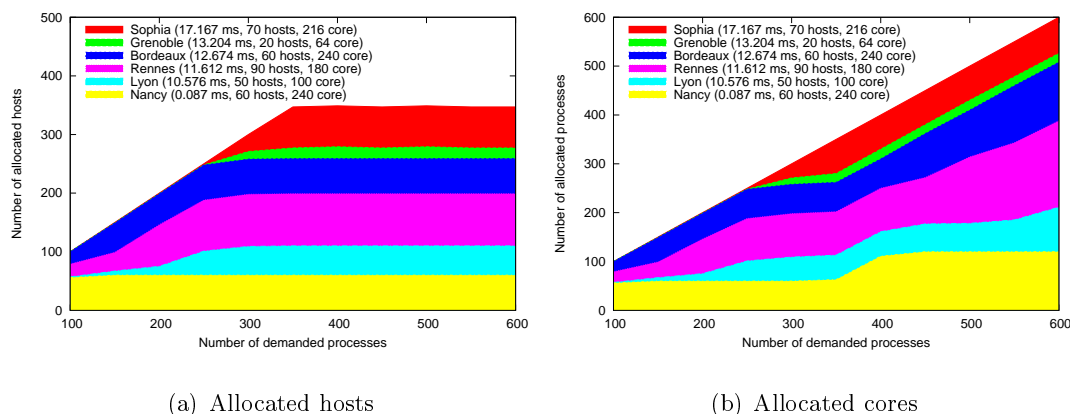 500
400
300
200
100
0
Number of allocated hosts
Sophia (17.167 ms, 70 hosts, 216 core)
Grenoble (13.204 ms, 20 hosts, 64 core)
Bordeaux (12.674 ms, 60 hosts, 240 core)
Rennes (11.612 ms, 90 hosts, 180 core)
Lyon (10.576 ms, 50 hosts, 100 core)
Nancy (0.087 ms, 60 hosts, 240 core)
100 200 300 400 500 600
Number of demanded processes
(a) Allocated hosts
600
500
400
300
200
100
0
Number of allocated processes
Sophia (17.167 ms, 70 hosts, 216 core)
Grenoble (13.204 ms, 20 hosts, 64 core)
Bordeaux (12.674 ms, 60 hosts, 240 core)
Rennes (11.612 ms, 90 hosts, 180 core)
Lyon (10.576 ms, 50 hosts, 100 core)
Nancy (0.087 ms, 60 hosts, 240 core)
100 200 300 400 500 600
Number of demanded processes
(b) Allocated cores